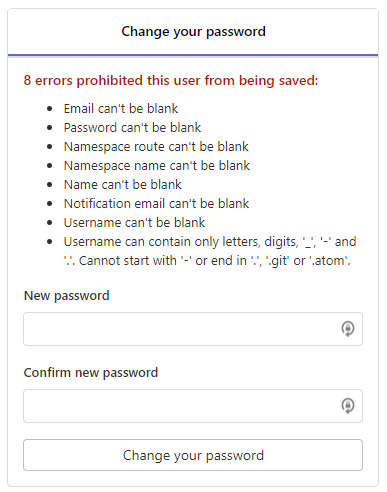 Change your password
8 errors prohibited this user from being saved:
Email can't be blank
Password can't be blank
Namespace route can't be blank
Namespace name can't be blank
Name can't be blank
Notification email can't be blank
Username can't be blank
Username can contain only letters, digits, '_', '-' and
'.'. Cannot start with '-' or end in '.', '.git' or '.atom'.
New password
Confirm new password
Change your password